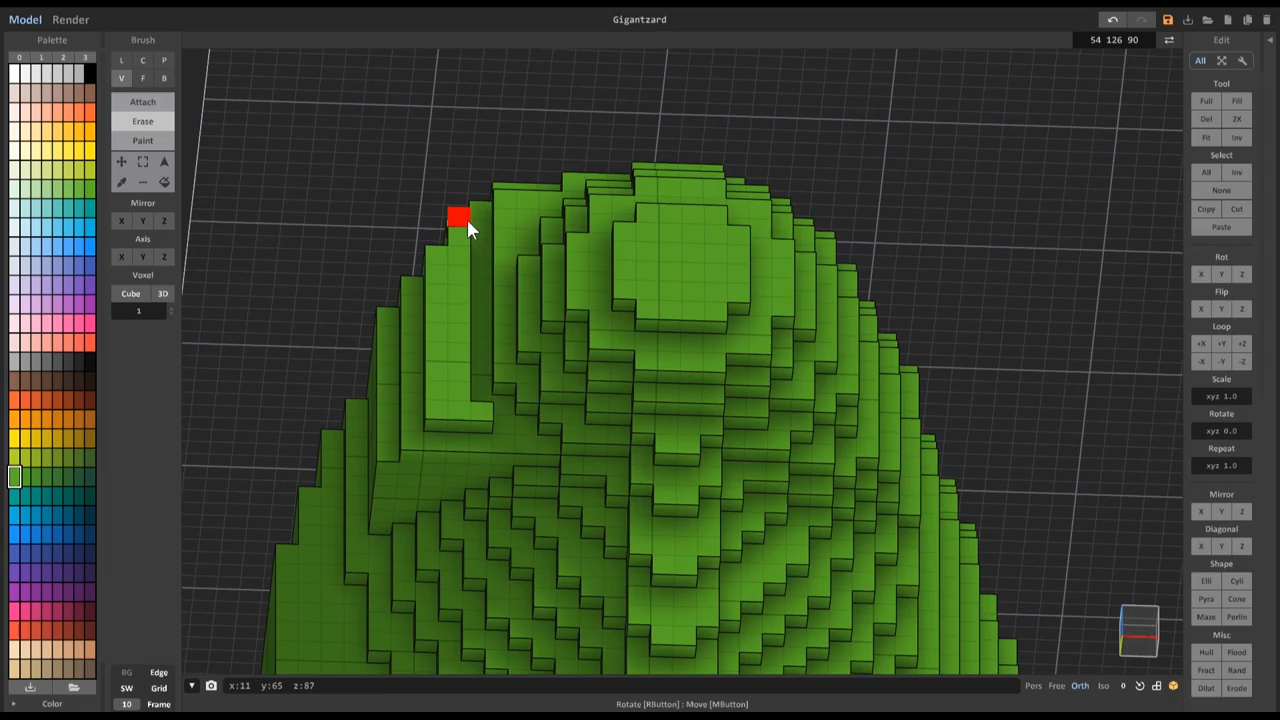 Model Render Gigantzard
Palette Brush 54 126 90 Edit
0 1 2 3
L C P All
V F B
Tool
Attach Full Fill
Erase Del 2X
Paint Fit Inv
Select
All Inv
Mirror None
X Y Z Copy Cut
Axis Paste
X Y Z Rot
Voxel X Y Z
Cube 3D Flip
1 X Y Z
Loop
+X +Y +Z
-X -Y -Z
Scale
xyz 1.0
Rotate
xyz 0.0
Repeat
xyz 1.0
Mirror
X Y Z
Diagonal
X Y Z
Shape
Elli Cyli
Pyra Cone
Maze Perlin
Misc
Hull Flood
BG Edge Fract Rand
SW Grid x:11 y:65 z:87 Pers Free Orth Iso 0 Dilat Erode
Color 10 Frame Rotate [RButton] : Move [MButton]